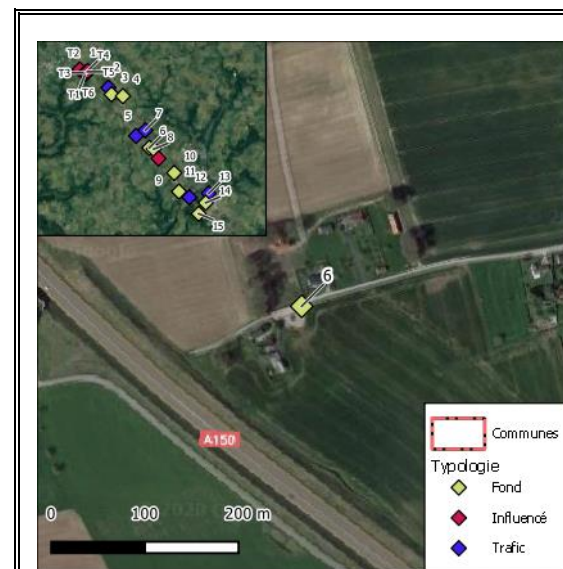 T2 1 T4
T3 T5 2
T1 T6 3 4
5 7
6
8
10
9 11 12 13
14
15
6
A150
Communes
Typologie
Fond
Influencé
Trafic
0 100 200 m